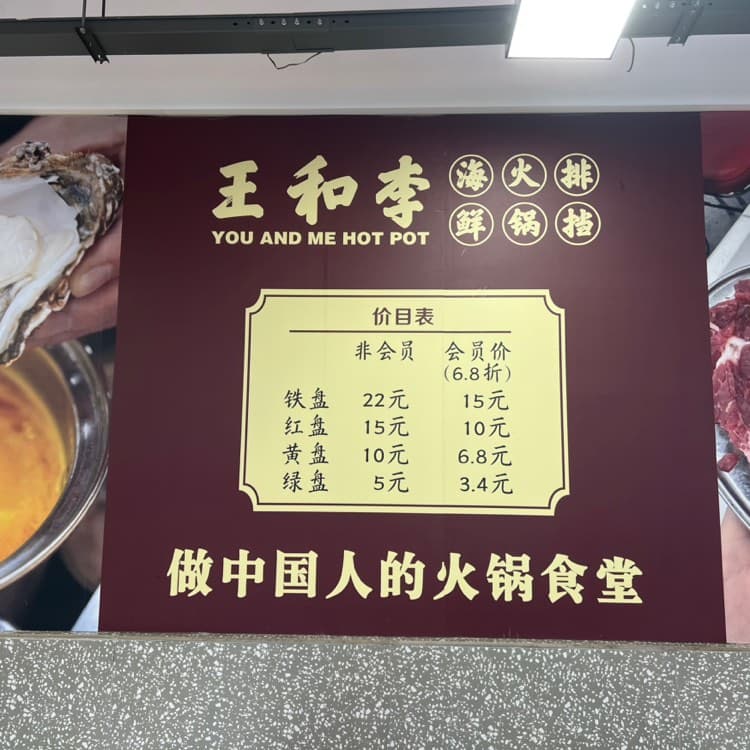 王和李 海火排
YOU AND ME HOT POT 鲜锅挡
价目表
非会员 会员价
(6.8折)
铁盘 22元 15元
红盘 15元 10元
黄盘 10元 6.8元
绿盘 5元 3.4元
做中国人的火锅食堂